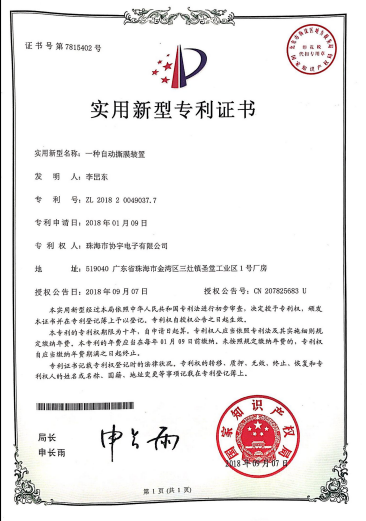 证书号第7815402号
实用新型专利证书
实用新型名称：一种自动撕膜装置
发 明 人：李岀东
专 利 号：ZL 2018 2 0049037.7
专利申请日：2018年01月09日
专 利 权 人：珠海市协宇电子有限公司
地 址：519040 广东省珠海市金湾区三灶镇圣堂工业区1号厂房
授权公告日：2018年09月07日 授权公告号：CN 207825683 U
本实用新型经过本局依照中华人民共和国专利法进行初步审查，决定授予专利权，颁发
本证书并在专利登记簿上予以登记。专利权自授权公告之日起生效。
本专利的专利权期限为十年，自申请日起算。专利权人应当依照专利法及其实施细则规
定缴纳年费。本专利的年费应当在每年01月09日前缴纳。未按照规定缴纳年费的，专利权
自应当缴纳年费期满之日起终止。
专利证书记载专利权登记时的法律状况。专利权的转移、质押、无效、终止、恢复和专
利权人的姓名或名称、国籍、地址变更等事项记载在专利登记簿上。
局长
申长雨
申长雨
国家知识产权局
2018年09月07日
第1页（共1页）